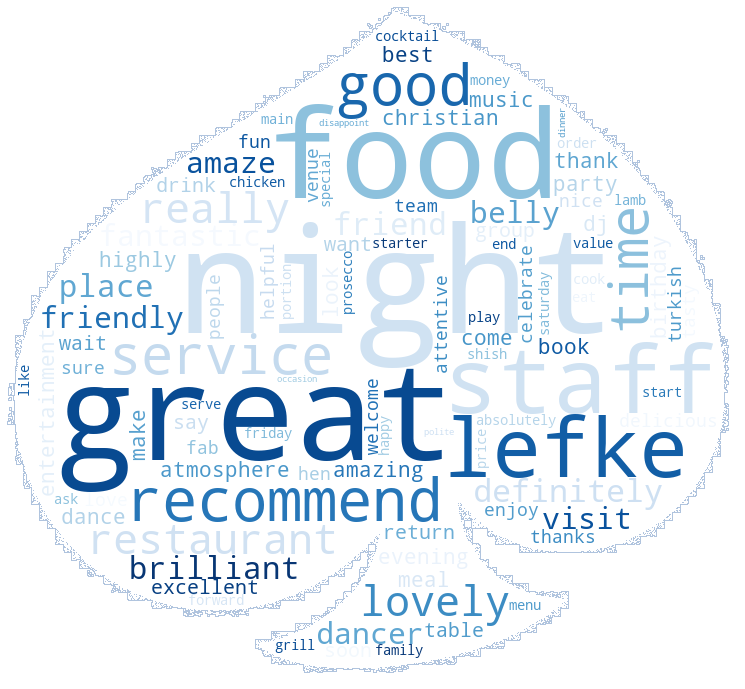 cocktail
best
good
money
music
main
disappoint
christian
food
dinner
fun
order
amaze
thank
chicken
venue
special
drink
party
lamb
nice
really
team
belly
friend
dj
fantastic
group
time
want
starter
end
value
highly
night
birthday
tasty
people
helpful
portion
look
prosecco
attentive
celebrate
saturday
cook
eat
turkish
place
friendly
play
come
book
wait
service
shish
staff
sure
entertainment
like
great
occasion
start
serve
welcome
absolutely
delicious
make
say
friday
happy
polite
lefke
fab
price
atmosphere
hen
amazing
definitely
ask
recommend
enjoy
visit
dance
restaurant
return
thanks
brilliant
evening
excellent
meal
forward
lovely
menu
dancer
table
grill
soon
family